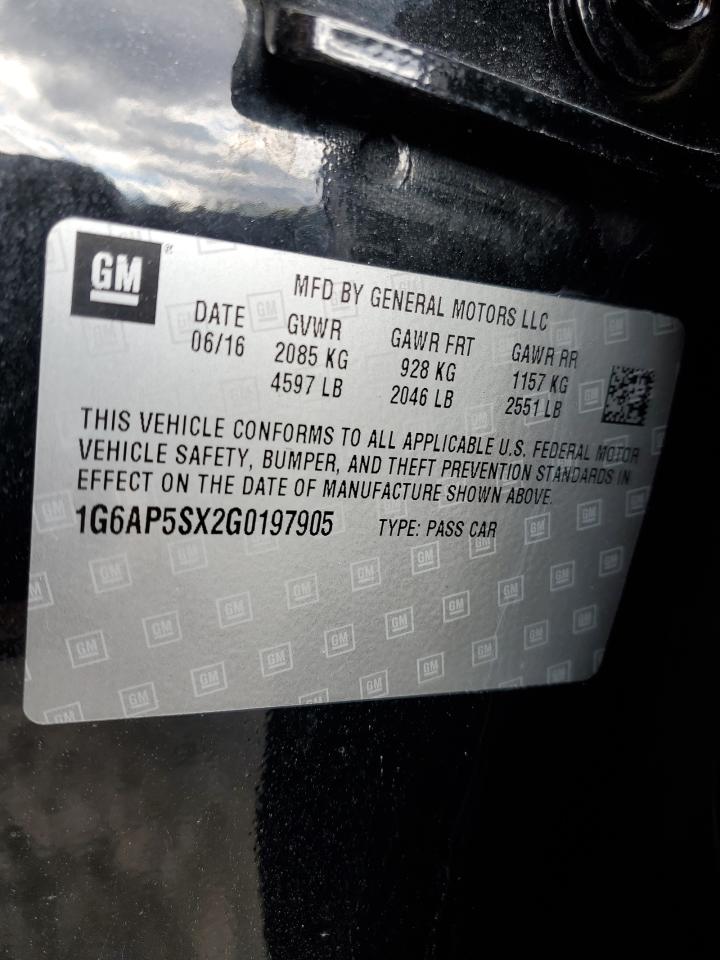 GM ®
MFD BY GENERAL MOTORS LLC
DATE GVWR GAWR FRT GAWR RR
06/16 2085 KG 928 KG 1157 KG
4597 LB 2046 LB 2551 LB
THIS VEHICLE CONFORMS TO ALL APPLICABLE U.S. FEDERAL MOTOR
VEHICLE SAFETY, BUMPER, AND THEFT PREVENTION STANDARDS IN
EFFECT ON THE DATE OF MANUFACTURE SHOWN ABOVE.
1G6AP5SX2G0197905 TYPE: PASS CAR